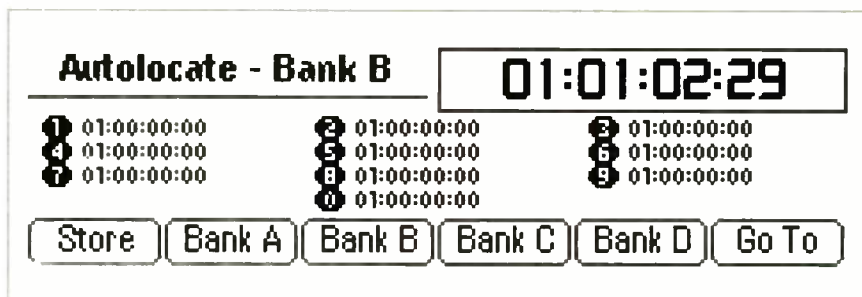 Autolocate - Bank B 01:01:02:29
1 01:00:00:00 2 01:00:00:00 3 01:00:00:00
4 01:00:00:00 5 01:00:00:00 6 01:00:00:00
7 01:00:00:00 8 01:00:00:00 9 01:00:00:00
0 01:00:00:00
Store Bank A Bank B Bank C Bank D Go To